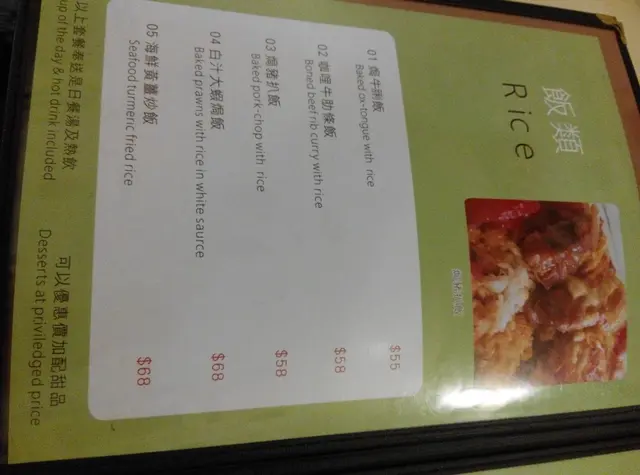 飯類
Rice
01 焗牛脷飯
Baked ox-tongue with rice
$55
02 咖喱牛肋條飯
Boned beef rib curry with rice
$58
03 焗豬扒飯
Baked pork-chop with rice
$58
04 白汁大蝦焗飯
Baked prawns with rice in white saurce
$68
05 海鮮黃薑炒飯
Seafood turmeric fried rice
$68
以上套餐奉送是日餐湯及熱飲
up of the day & hot drink included
可以優惠價加配甜品
Desserts at priviledged price